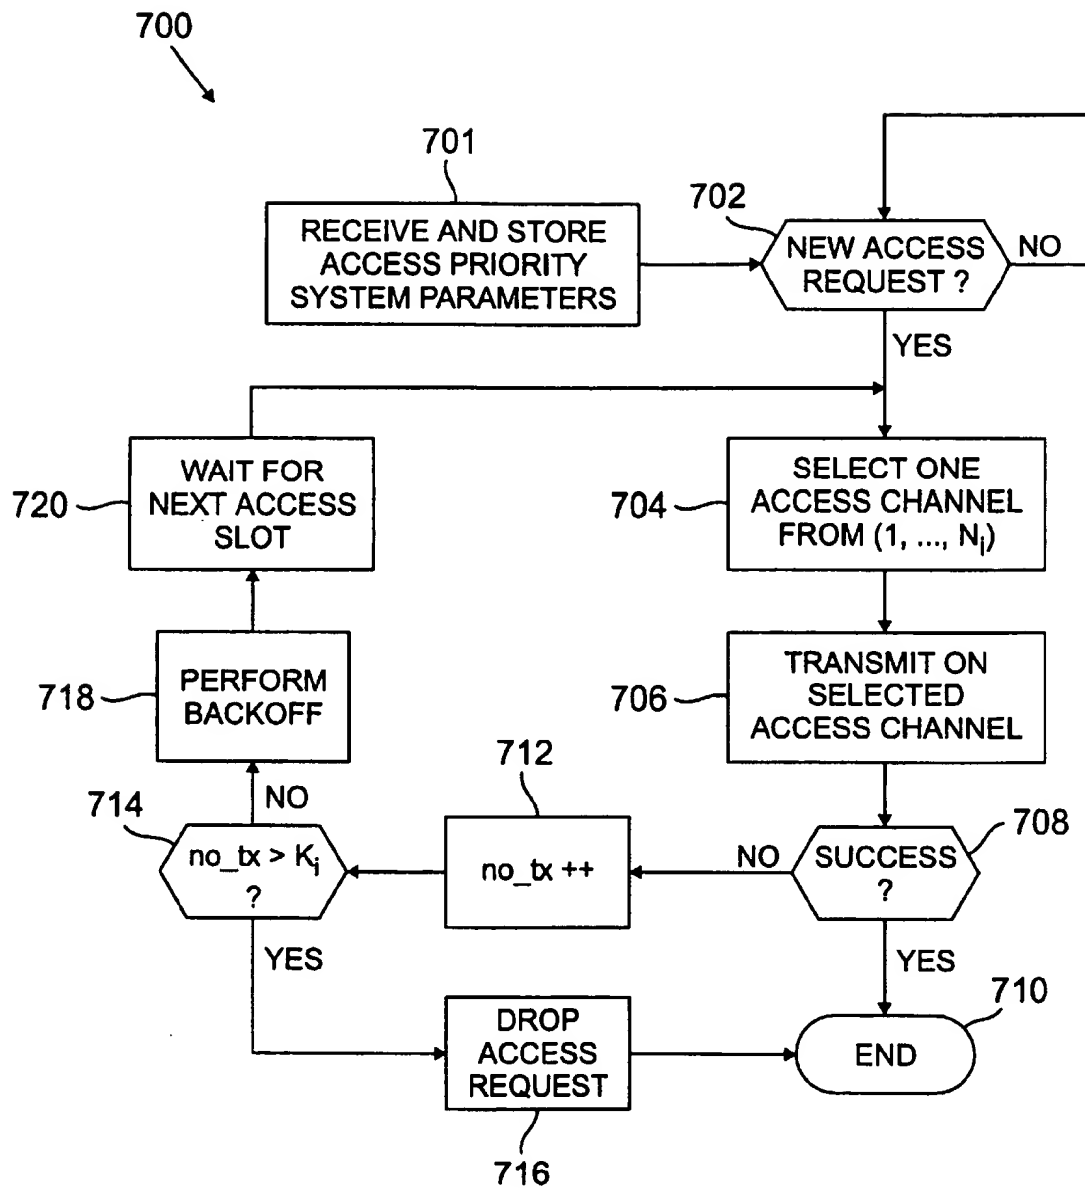 700
701
RECEIVE AND STORE
ACCESS PRIORITY
SYSTEM PARAMETERS
702
NEW ACCESS
REQUEST ?
NO
YES
720
WAIT FOR
NEXT ACCESS
SLOT
704
SELECT ONE
ACCESS CHANNEL
FROM (1, ..., Ni)
718
PERFORM
BACKOFF
706
TRANSMIT ON
SELECTED
ACCESS CHANNEL
714
NO
no_tx > Ki
?
YES
712
no_tx ++
NO
708
SUCCESS
?
YES
716
DROP
ACCESS
REQUEST
710
END